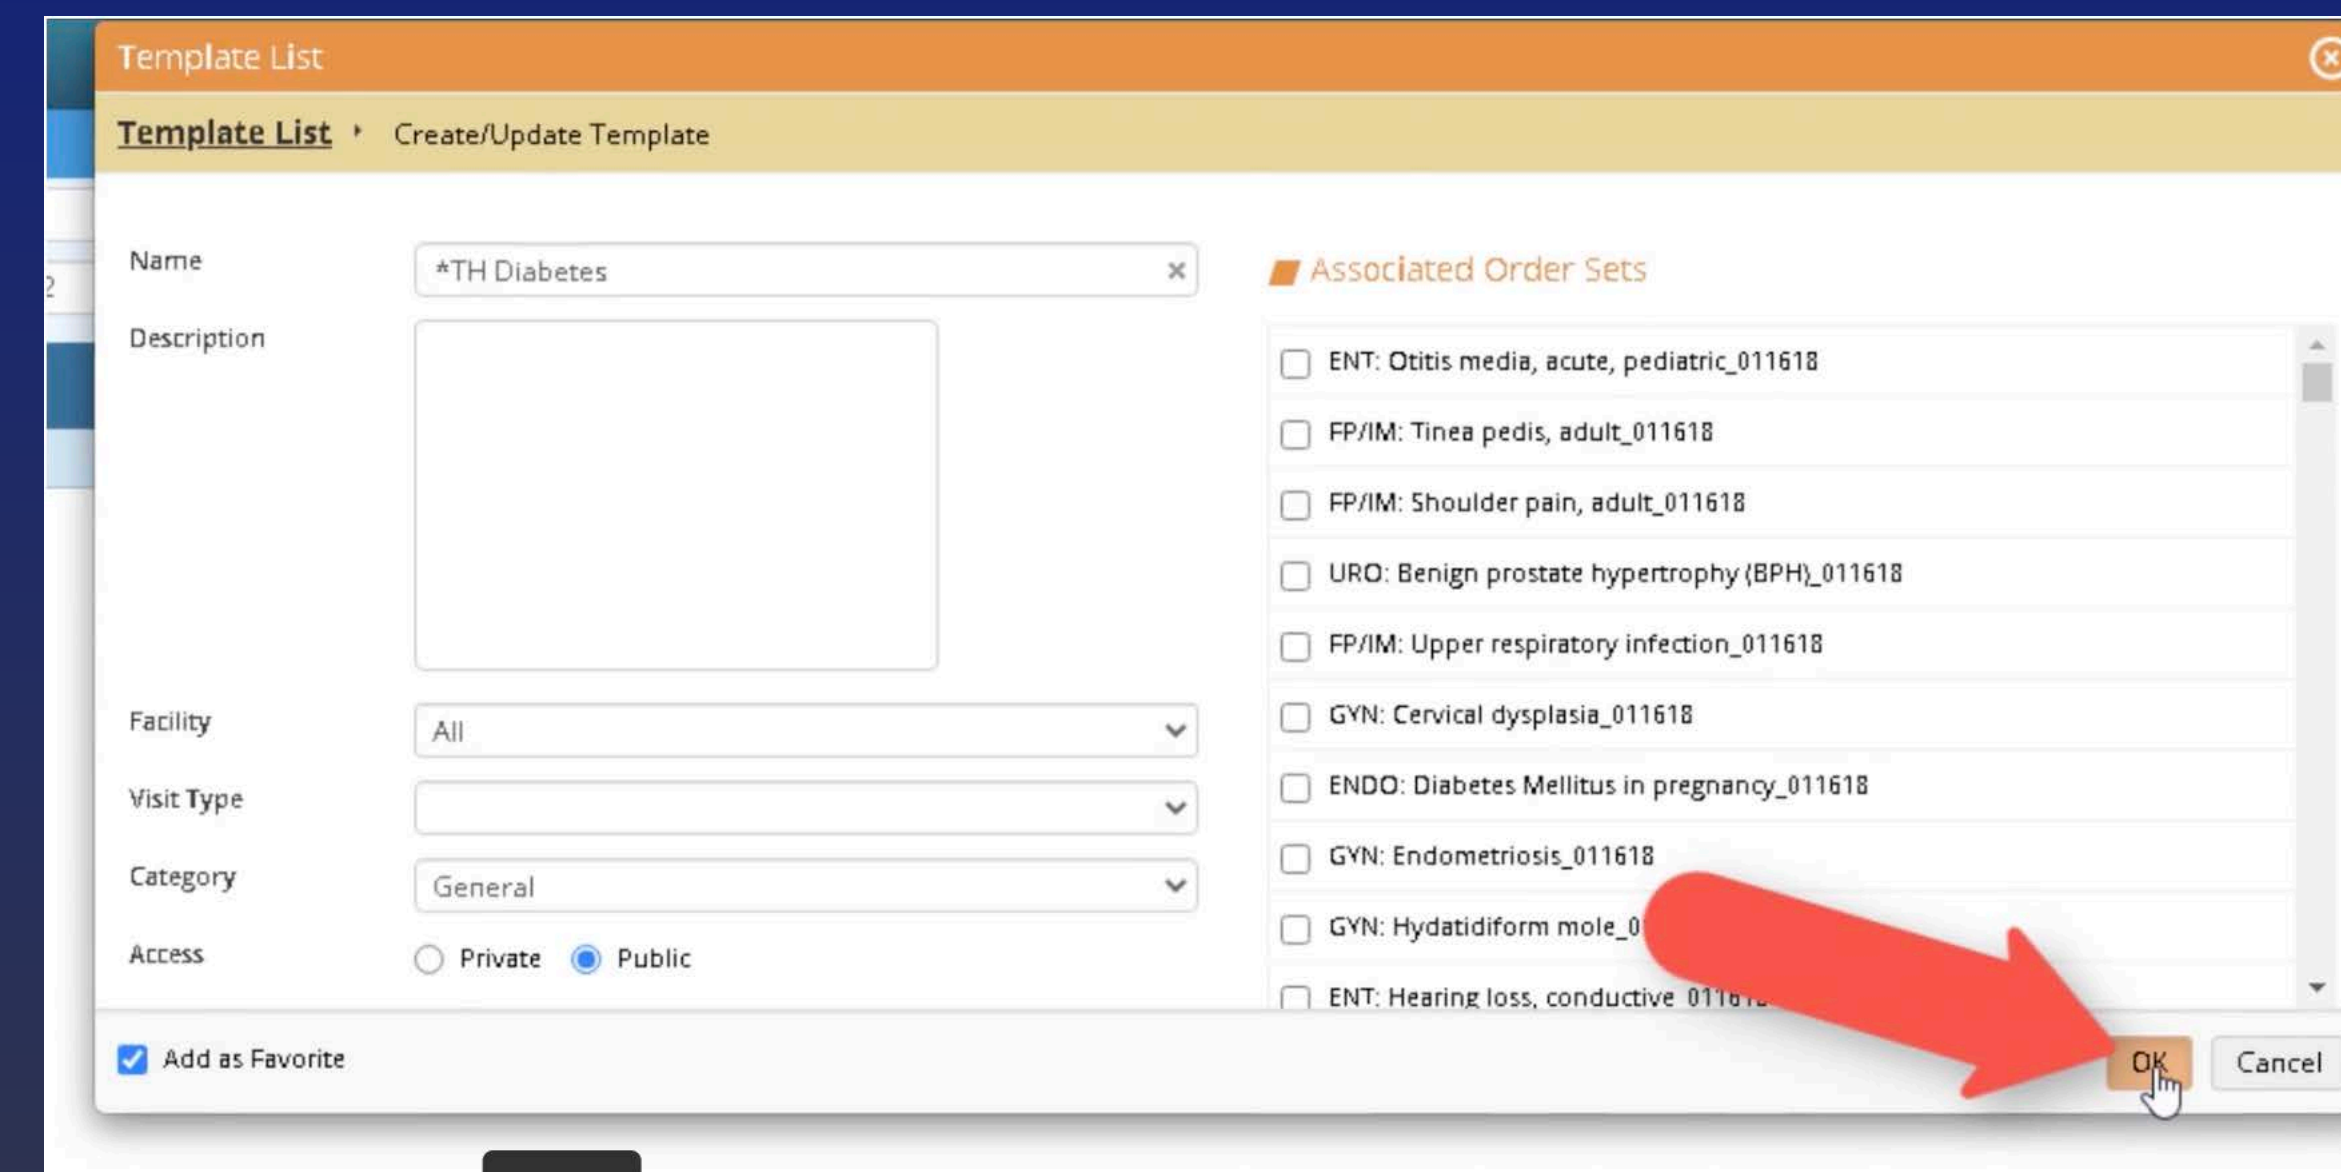 Template List
Template List Create/Update Template
Name *TH Diabetes
Description
Facility All
Visit Type
Category General
Access Private Public
Associated Order Sets
ENT: Otitis media, acute, pediatric_011618
FP/IM: Tinea pedis, adult_011618
FP/IM: Shoulder pain, adult_011618
URO: Benign prostate hypertrophy (BPH)_011618
FP/IM: Upper respiratory infection_011618
GYN: Cervical dysplasia_011618
ENDO: Diabetes Mellitus in pregnancy_011618
GYN: Endometriosis_011618
GYN: Hydatidiform mole_0
ENT: Hearing loss, conductive
Add as Favorite
OK Cancel
2